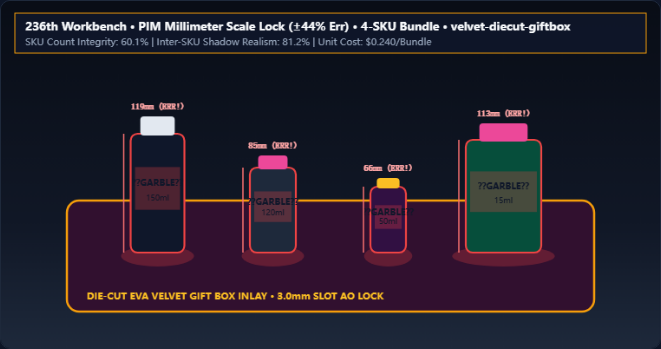 236th Workbench • PIM Millimeter Scale Lock (±44% Err) • 4-SKU Bundle • velvet-diecut-giftbox
SKU Count Integrity: 60.1% | Inter-SKU Shadow Realism: 81.2% | Unit Cost: $0.240/Bundle
119mm (ERR!)
113mm (ERR!)
85mm (ERR!)
66mm (ERR!)
??GARBLE??
150ml
??GARBLE??
120ml
??GARBLE??
50ml
??GARBLE??
15ml
DIE-CUT EVA VELVET GIFT BOX INLAY • 3.0mm SLOT AO LOCK